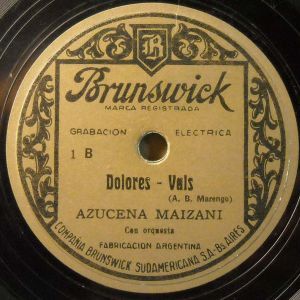 B
Brunswick
MARCA REGISTRADA
GRABACION ELECTRICA
1 B
Dolores - Vals
(A. B. Marengo)
AZUCENA MAIZANI
Con orquesta
FABRICACION ARGENTINA
COMPAÑIA BRUNSWICK SUDAMERICANA S.A - Bs AIRES